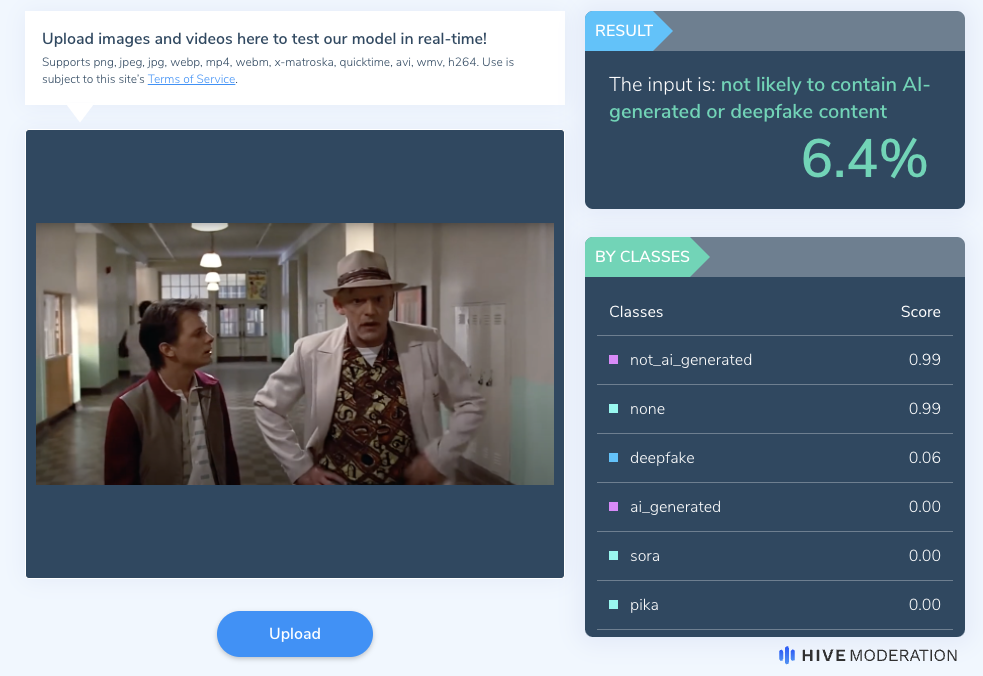 Upload images and videos here to test our model in real-time!
Supports png, jpeg, jpg, webp, mp4, webm, x-matroska, quicktime, avi, wmv, h264. Use is
subject to this site's Terms of Service.
Upload
RESULT
The input is: not likely to contain AI-
generated or deepfake content
6.4%
BY CLASSES
Classes Score
not_ai_generated 0.99
none 0.99
deepfake 0.06
ai_generated 0.00
sora 0.00
pika 0.00
HIVE MODERATION